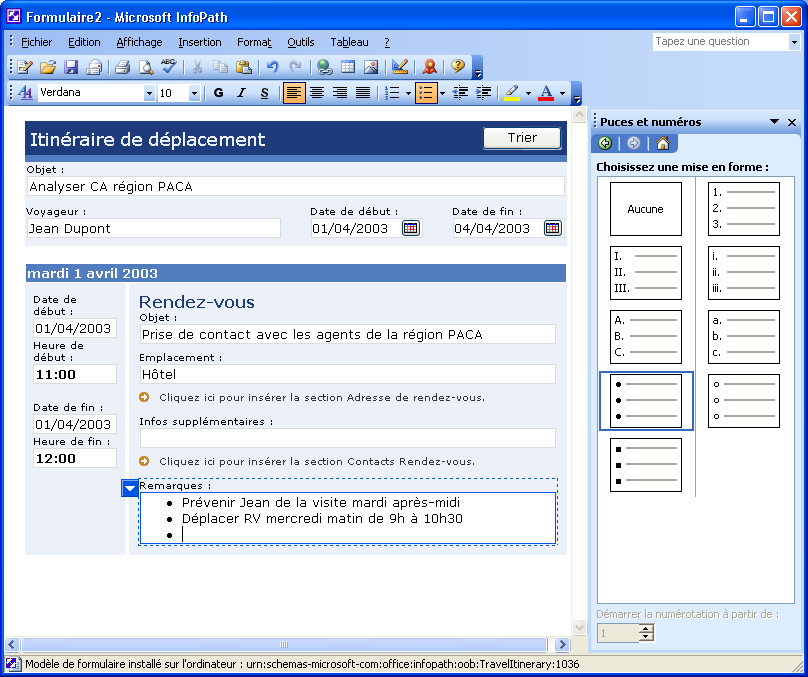 Formulaire2 - Microsoft InfoPath
Fichier Edition Affichage Insertion Format Outils Tableau ?
Tapez une question
ABC
Verdana 10 G I S A
Itinéraire de déplacement
Trier
Objet :
Analyser CA région PACA
Voyageur : Date de début : Date de fin :
Jean Dupont 01/04/2003 04/04/2003
mardi 1 avril 2003
Date de
début :
01/04/2003
Heure de
début :
11:00
Date de fin :
01/04/2003
Heure de fin :
12:00
Rendez-vous
Objet :
Prise de contact avec les agents de la région PACA
Emplacement :
Hôtel
Cliquez ici pour insérer la section Adresse de rendez-vous.
Infos supplémentaires :
Cliquez ici pour insérer la section Contacts Rendez-vous.
Remarques :
• Prévenir Jean de la visite mardi après-midi
• Déplacer RV mercredi matin de 9h à 10h30
•
Puces et numéros
Choisissez une mise en forme :
Aucune
1.
2.
3.
I.
II.
III.
i.
ii.
iii.
A.
B.
C.
a.
b.
c.
Démarrer la numérotation à partir de :
1
Modèle de formulaire installé sur l'ordinateur : urn:schemas-microsoft-com:office:infopath:oob:TravelItinerary:1036